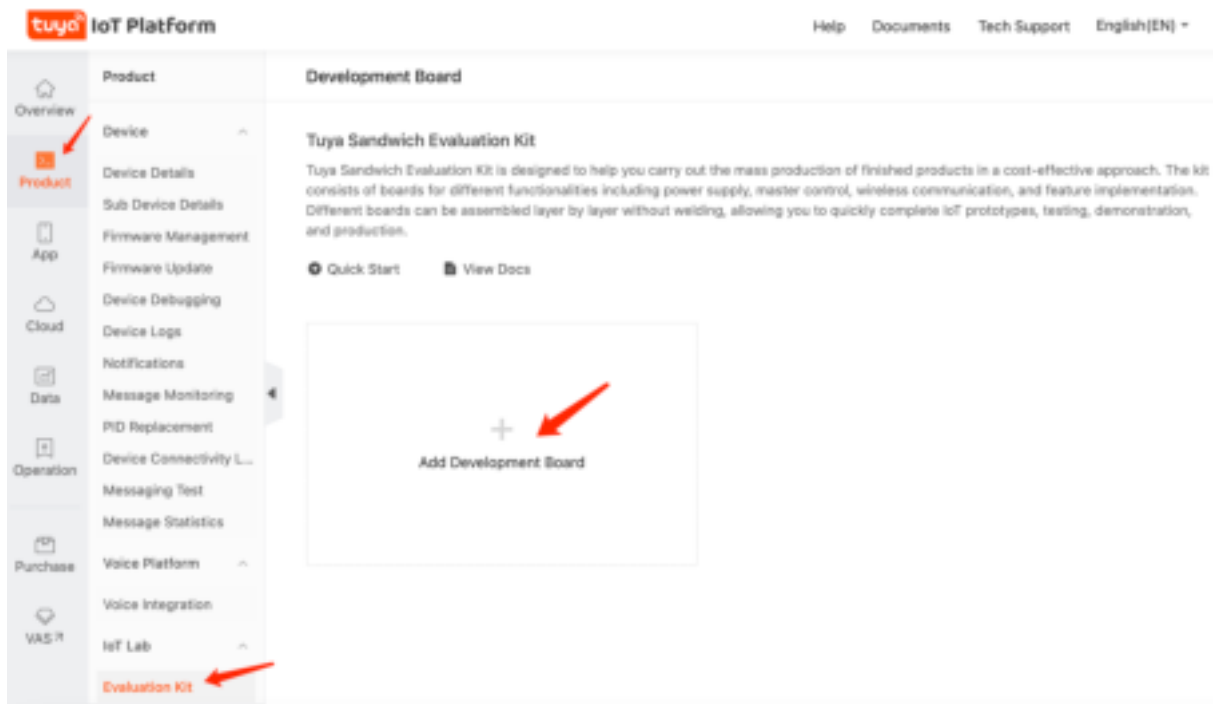 tuya IoT Platform
Help Documents Tech Support English(EN)
Overview
Product
App
Cloud
Data
Operation
Purchase
VAS
Product
Device
Device Details
Sub Device Details
Firmware Management
Firmware Update
Device Debugging
Device Logs
Notifications
Message Monitoring
PID Replacement
Device Connectivity L...
Messaging Test
Message Statistics
Voice Platform
Voice Integration
IoT Lab
Evaluation Kit
Development Board
Tuya Sandwich Evaluation Kit
Tuya Sandwich Evaluation Kit is designed to help you carry out the mass production of finished products in a cost-effective approach. The kit
consists of boards for different functionalities including power supply, master control, wireless communication, and feature implementation.
Different boards can be assembled layer by layer without welding, allowing you to quickly complete IoT prototypes, testing, demonstration,
and production.
Quick Start View Docs
Add Development Board